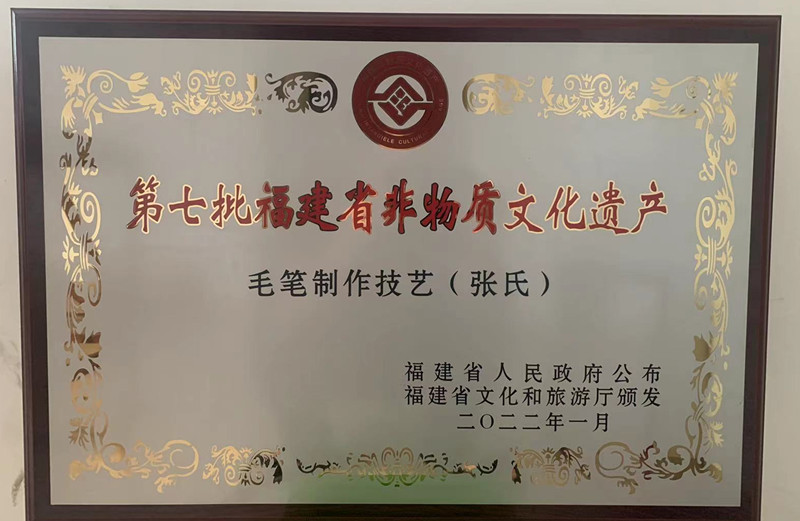 第七批福建省非物质文化遗产
毛笔制作技艺（张氏）
福建省人民政府公布
福建省文化和旅游厅颁发
二〇二二年一月